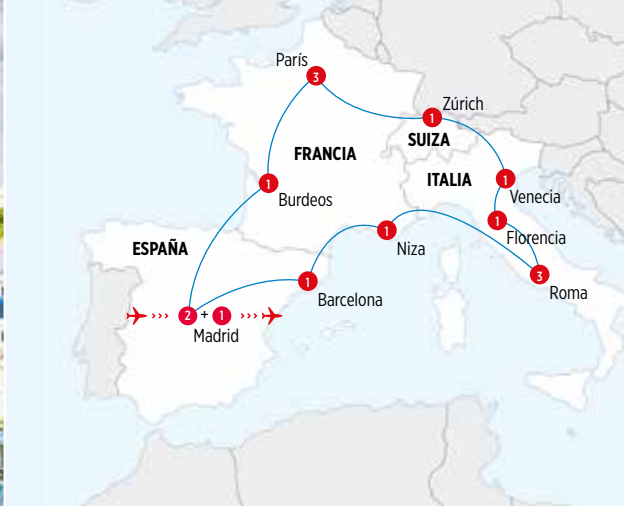 París
3
Zúrich
1
SUIZA
FRANCIA
ITALIA
1
Venecia
1
Burdeos
1
Florencia
ESPAÑA
1
Niza
3
Roma
1
Barcelona
2 + 1
Madrid